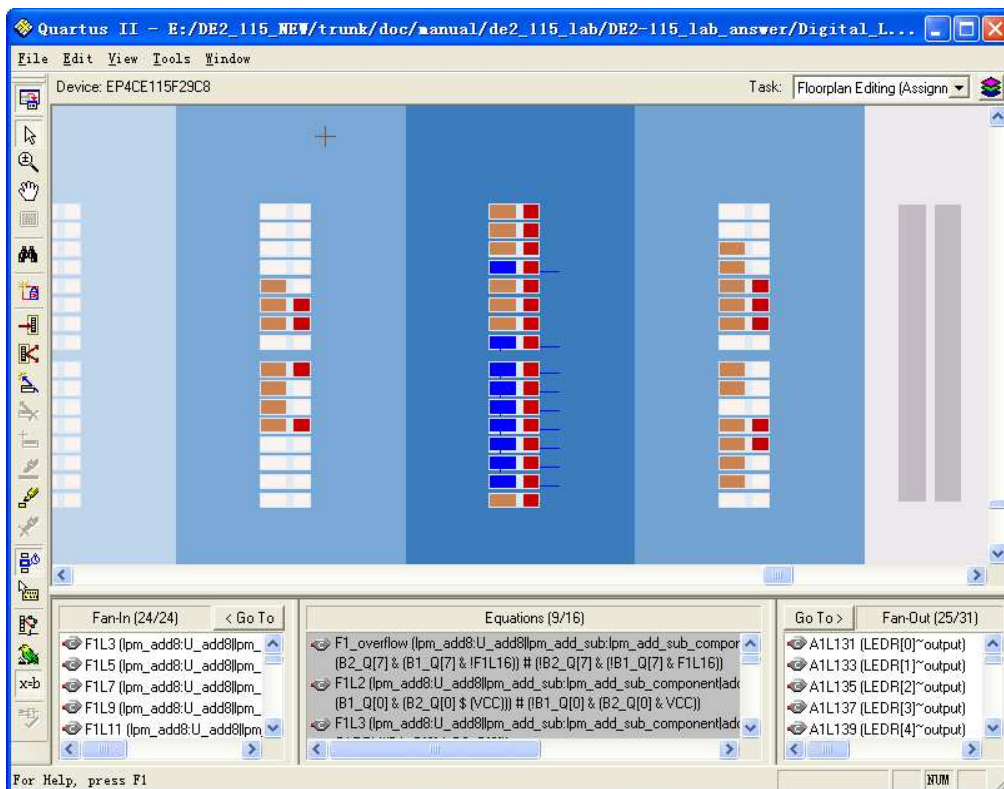 Quartus II - E:/DE2_115_NEW/trunk/doc/manual/de2_115_lab/DE2-115_lab_answer/Digital_L...
File Edit View Tools Window
Device: EP4CE115F29C8
Task: Floorplan Editing (Assignn
Fan-In (24/24)
< Go To
F1L3 (lpm_add8:U_add8|lpm_
F1L5 (lpm_add8:U_add8|lpm_
F1L7 (lpm_add8:U_add8|lpm_
F1L9 (lpm_add8:U_add8|lpm_
F1L11 (lpm_add8:U_add8|lpm
Equations (9/16)
F1_overflow (lpm_add8:U_add8|lpm_add_sub:lpm_add_sub_compor
(B2_Q[7] & (B1_Q[7] & !F1L16)) # (!B2_Q[7] & (!B1_Q[7] & F1L16))
F1L2 (lpm_add8:U_add8|lpm_add_sub:lpm_add_sub_component|adc
(B1_Q[0] & (B2_Q[0] $ (VCC))) # (!B1_Q[0] & (B2_Q[0] & VCC))
F1L3 (lpm_add8:U_add8|lpm_add_sub:lpm_add_sub_component|adc
Go To >
Fan-Out (25/31)
A1L131 (LEDR[0]~output)
A1L133 (LEDR[1]~output)
A1L135 (LEDR[2]~output)
A1L137 (LEDR[3]~output)
A1L139 (LEDR[4]~output)
x=b
For Help, press F1
NUM